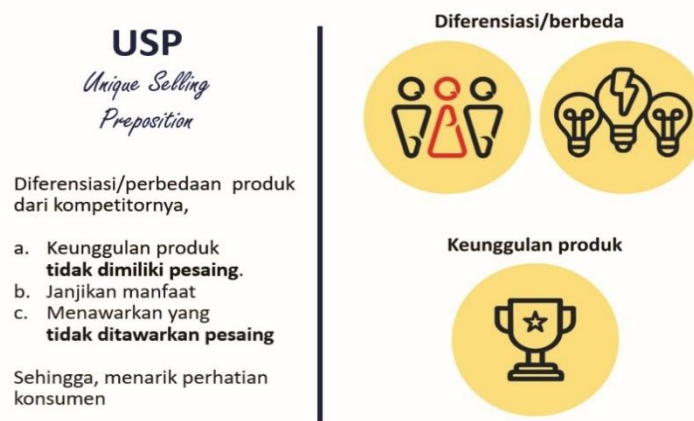 USP
Unique Selling
Preposition
Diferensiasi/perbedaan produk
dari kompetitornya,
a. Keunggulan produk
tidak dimiliki pesaing.
b. Janjikan manfaat
c. Menawarkan yang
tidak ditawarkan pesaing
Sehingga, menarik perhatian
konsumen
Diferensiasi/berbeda
Keunggulan produk